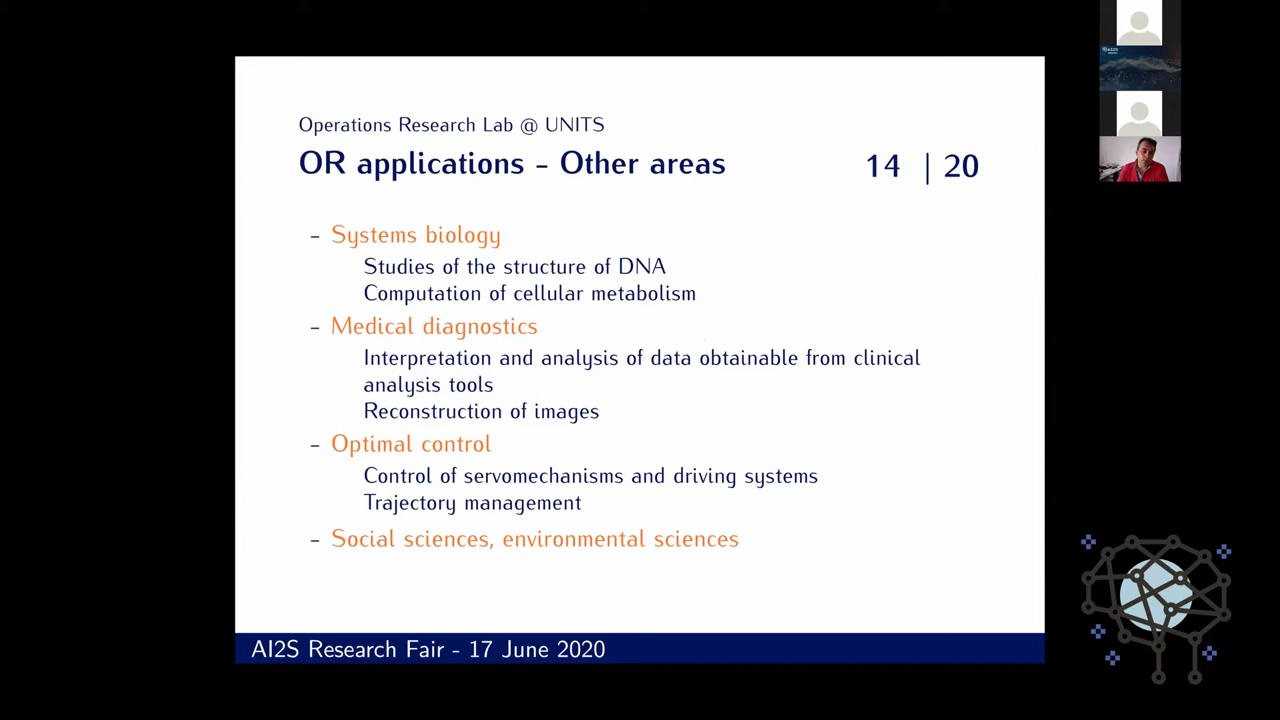 Operations Research Lab @ UNITS
OR applications - Other areas
14 | 20
- Systems biology
Studies of the structure of DNA
Computation of cellular metabolism
- Medical diagnostics
Interpretation and analysis of data obtainable from clinical
analysis tools
Reconstruction of images
- Optimal control
Control of servomechanisms and driving systems
Trajectory management
- Social sciences, environmental sciences
AI2S Research Fair - 17 June 2020